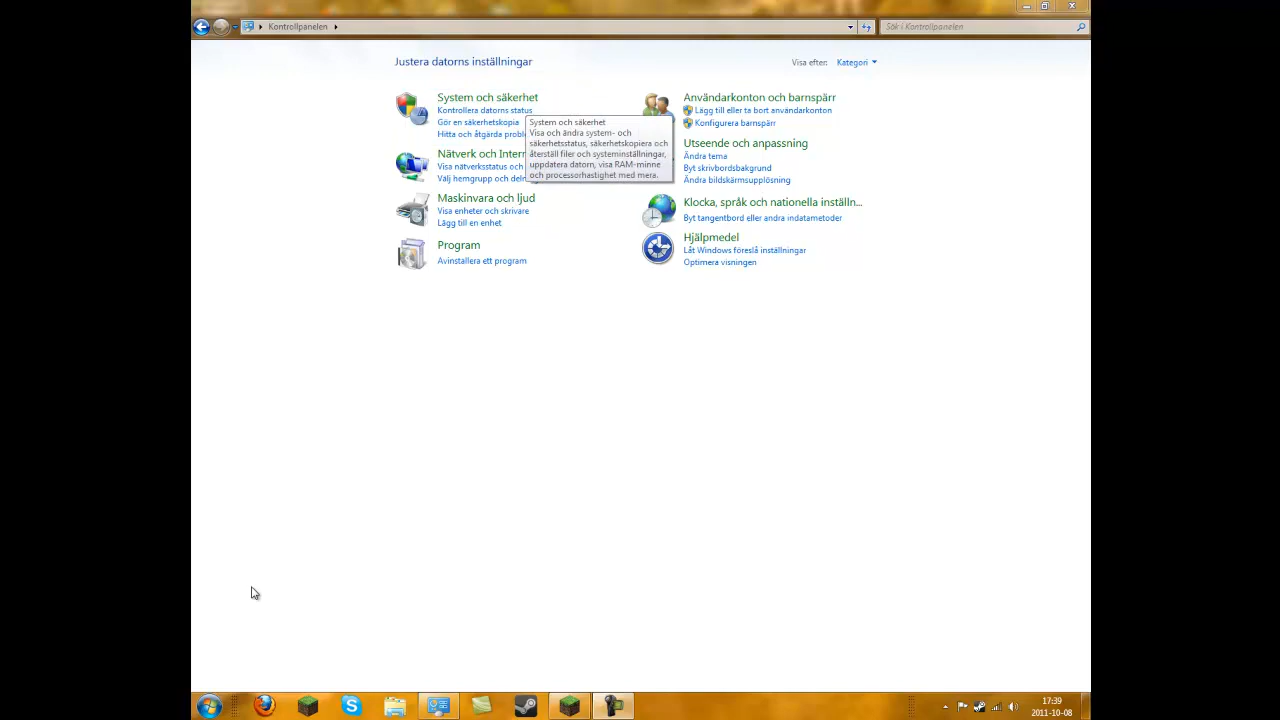 Kontrollpanelen
Sök i Kontrollpanelen
Justera datorns inställningar
Visa efter: Kategori
System och säkerhet
Kontrollera datorns status
Gör en säkerhetskopia
Hitta och åtgärda
System och säkerhet
Visa och ändra system- och
säkerhetsstatus, säkerhetskopiera och
återställ filer och systeminställningar,
uppdatera datorn, visa RAM-minne
och processorhastighet med mera.
Nätverk och
Visa nätverksstatus och
Välj hemgrupp och
Maskinvara och ljud
Visa enheter och skrivare
Lägg till en enhet
Program
Avinstallera ett program
Användarkonton och barnspärr
Lägg till eller ta bort användarkonton
Konfigurera barnspärr
Utseende och anpassning
Ändra tema
Byt skrivbordsbakgrund
Ändra bildskärmsupplösning
Klocka, språk och nationella inställn...
Byt tangentbord eller andra indatametoder
Hjälpmedel
Låt Windows föreslå inställningar
Optimera visningen
17:39
2011-10-08